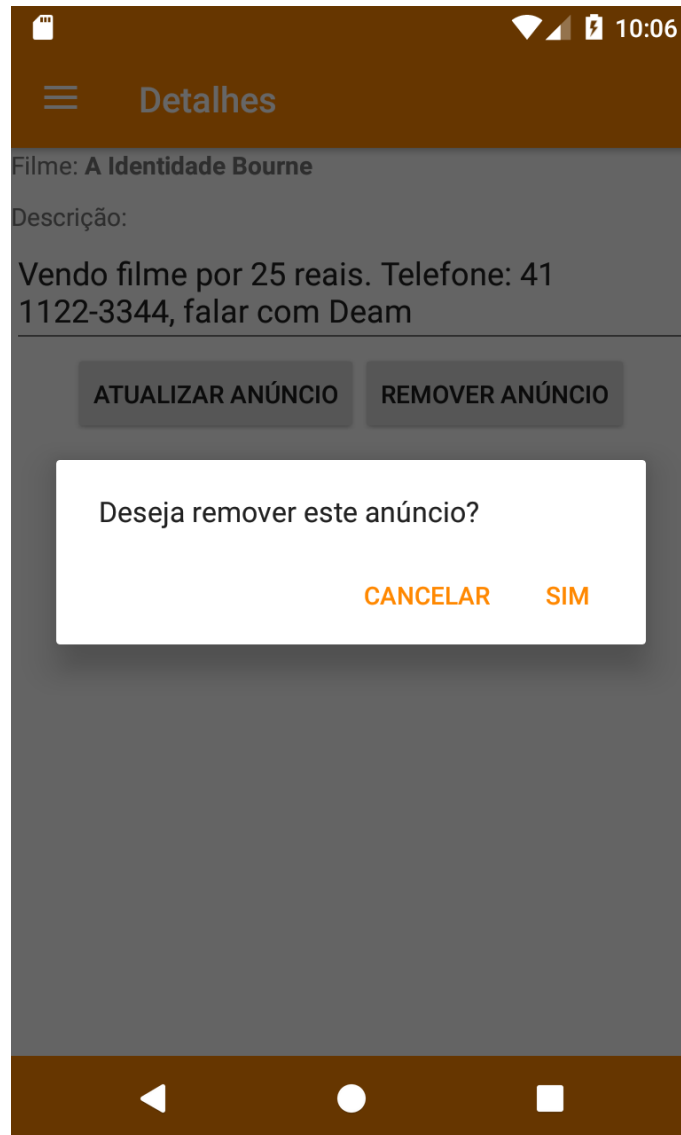 10:06
Detalhes
Filme: A Identidade Bourne
Descrição:
Vendo filme por 25 reais. Telefone: 41
1122-3344, falar com Deam
ATUALIZAR ANÚNCIO REMOVER ANÚNCIO
Deseja remover este anúncio?
CANCELAR SIM